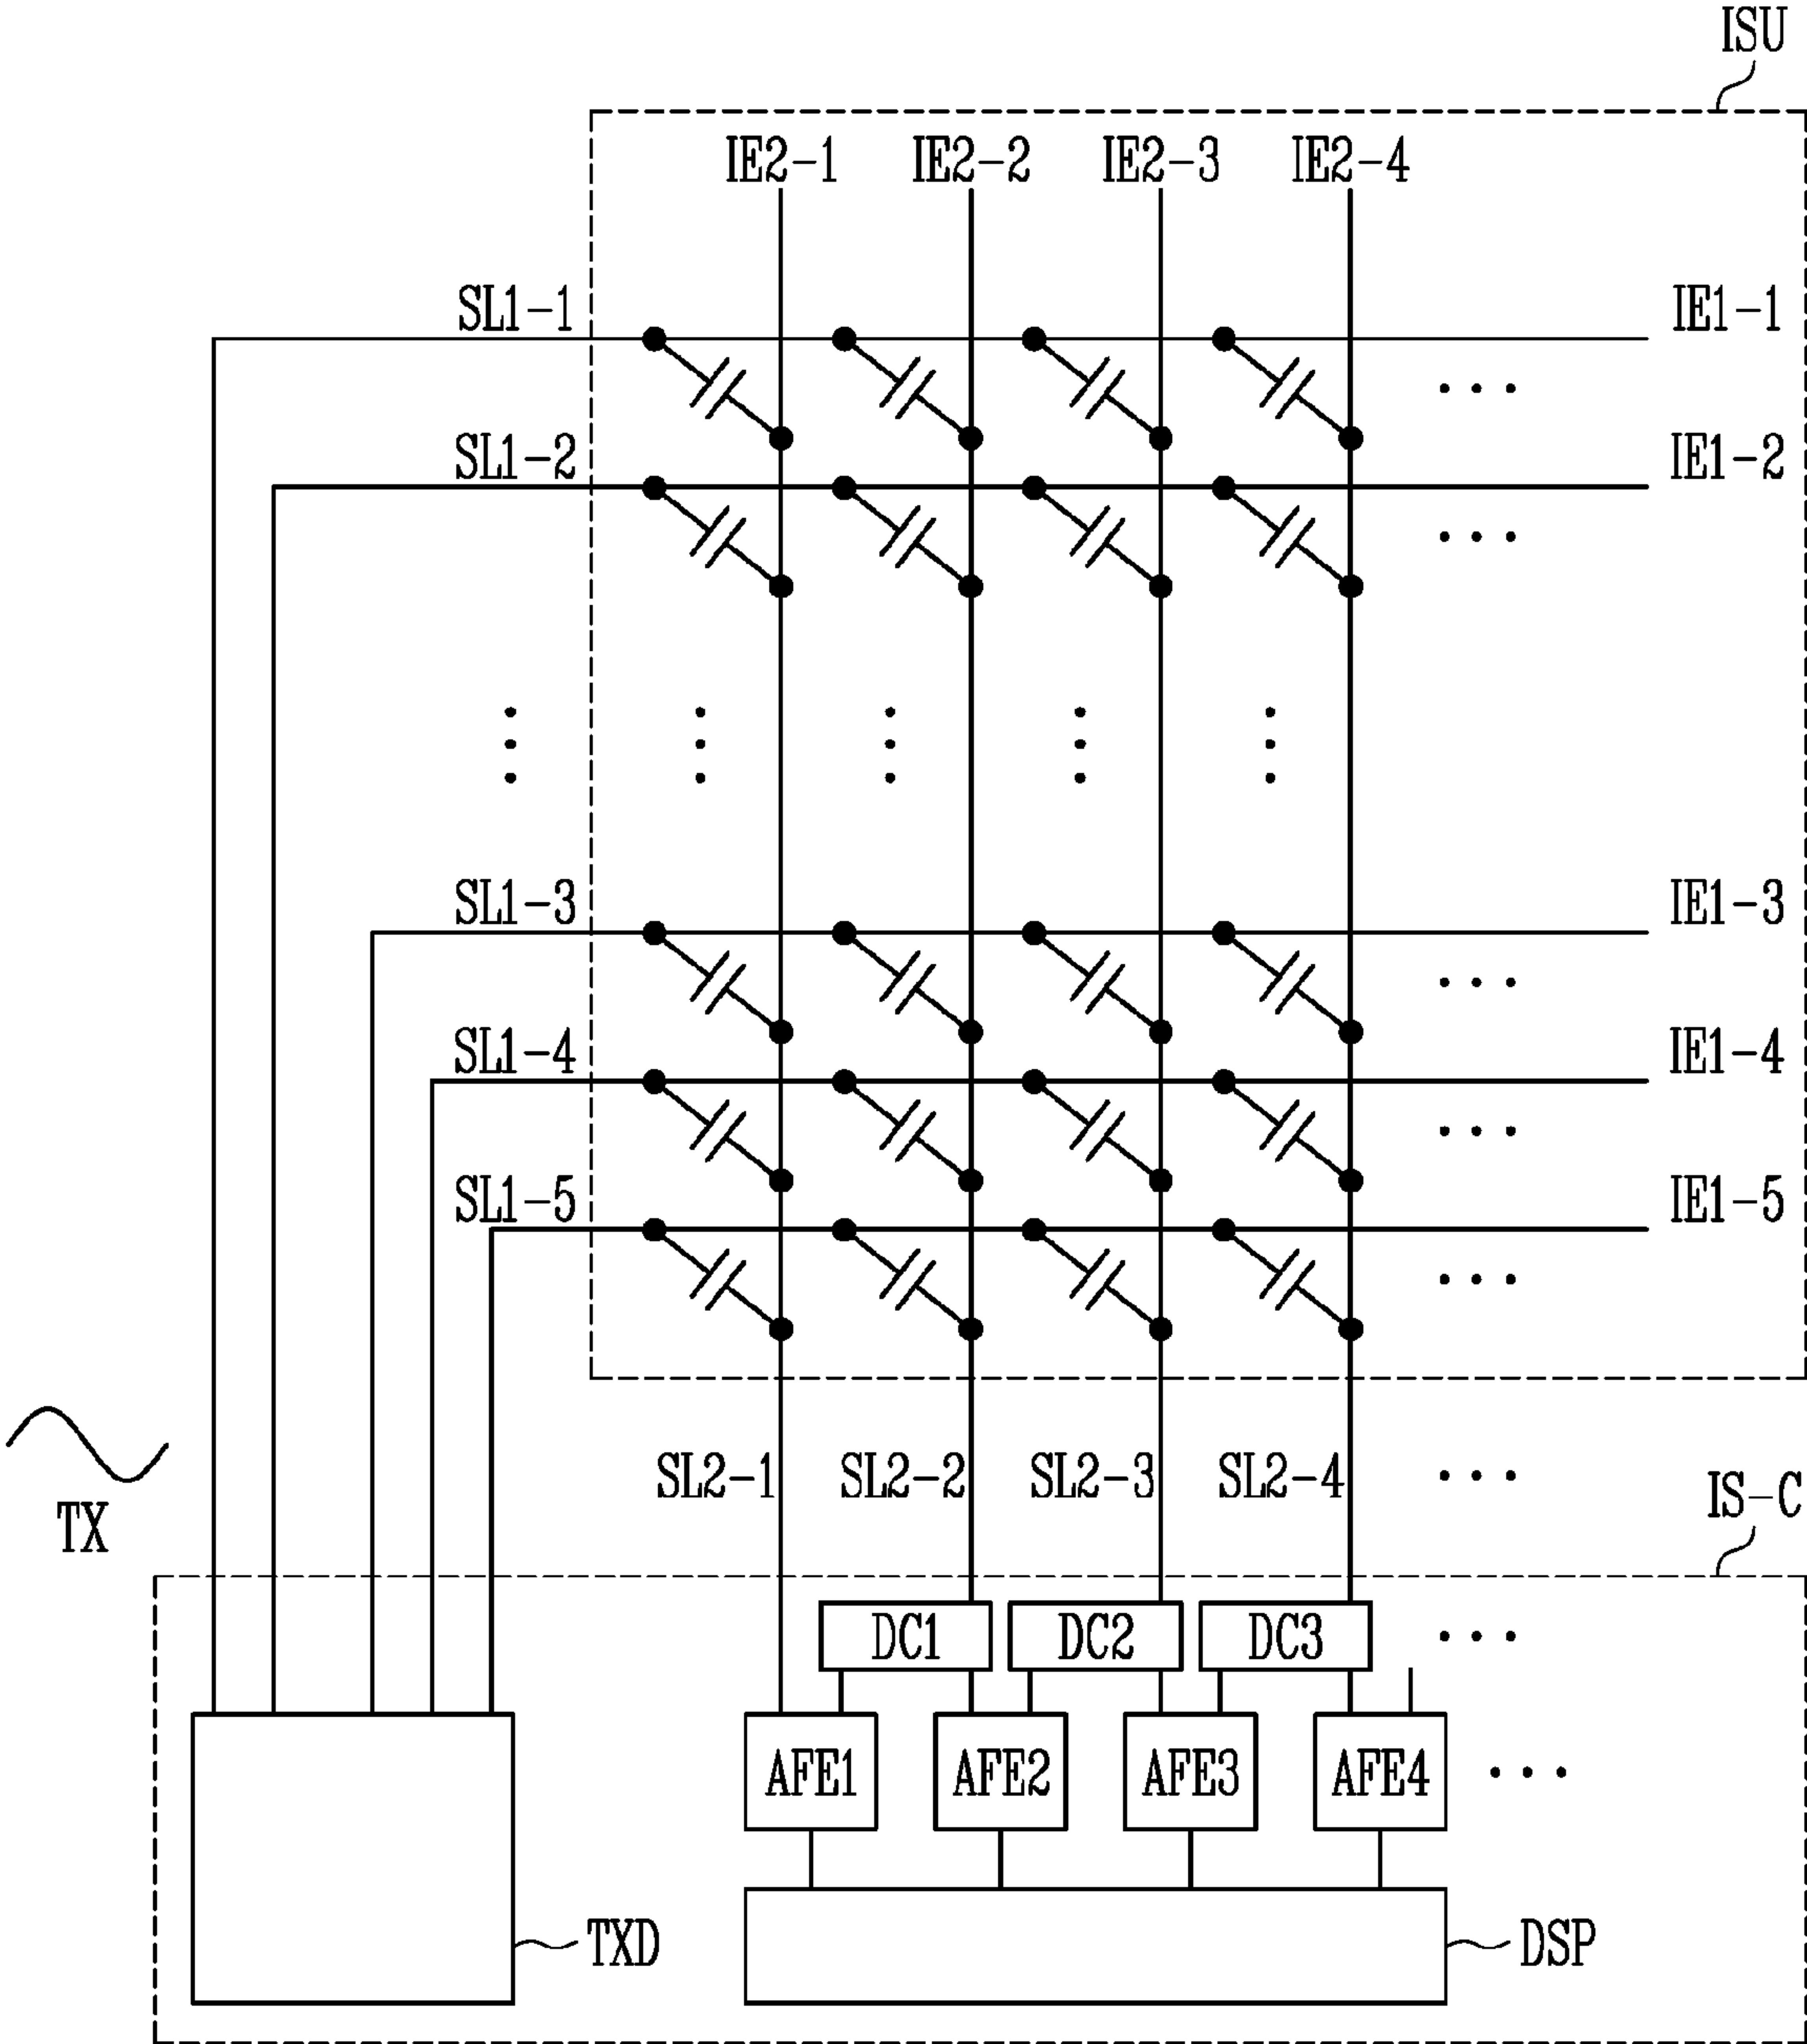 ISU
IE2-1 IE2-2 IE2-3 IE2-4
SL1-1 IE1-1
SL1-2 IE1-2
SL1-3 IE1-3
SL1-4 IE1-4
SL1-5 IE1-5
SL2-1 SL2-2 SL2-3 SL2-4
TX
IS-C
DC1 DC2 DC3
AFE1 AFE2 AFE3 AFE4
TXD DSP